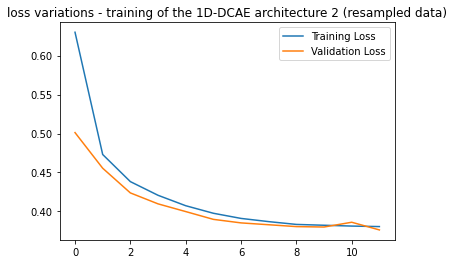 loss variations - training of the 1D-DCAE architecture 2 (resampled data)
Training Loss
Validation Loss
0.60
0.55
0.50
0.45
0.40
0 2 4 6 8 10